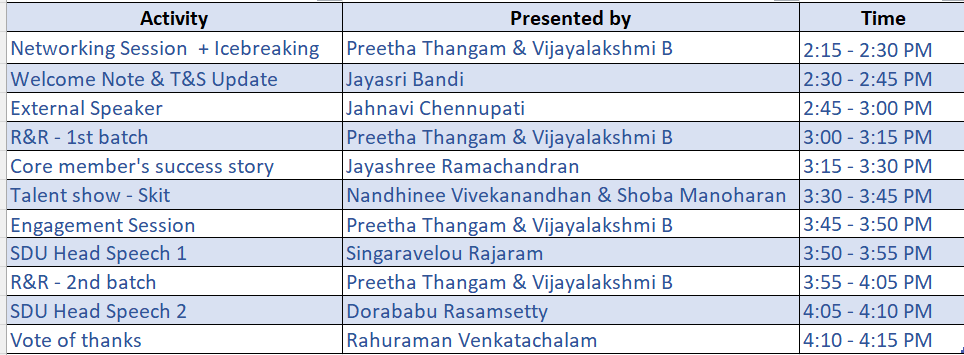 Activity Presented by Time
Networking Session + Icebreaking Preetha Thangam & Vijayalakshmi B 2:15 - 2:30 PM
Welcome Note & T&S Update Jayasri Bandi 2:30 - 2:45 PM
External Speaker Jahnavi Chennupati 2:45 - 3:00 PM
R&R - 1st batch Preetha Thangam & Vijayalakshmi B 3:00 - 3:15 PM
Core member's success story Jayashree Ramachandran 3:15 - 3:30 PM
Talent show - Skit Nandhinee Vivekanandhan & Shoba Manoharan 3:30 - 3:45 PM
Engagement Session Preetha Thangam & Vijayalakshmi B 3:45 - 3:50 PM
SDU Head Speech 1 Singaravelou Rajaram 3:50 - 3:55 PM
R&R - 2nd batch Preetha Thangam & Vijayalakshmi B 3:55 - 4:05 PM
SDU Head Speech 2 Dorababu Rasamsetty 4:05 - 4:10 PM
Vote of thanks Rahuraman Venkatachalam 4:10 - 4:15 PM